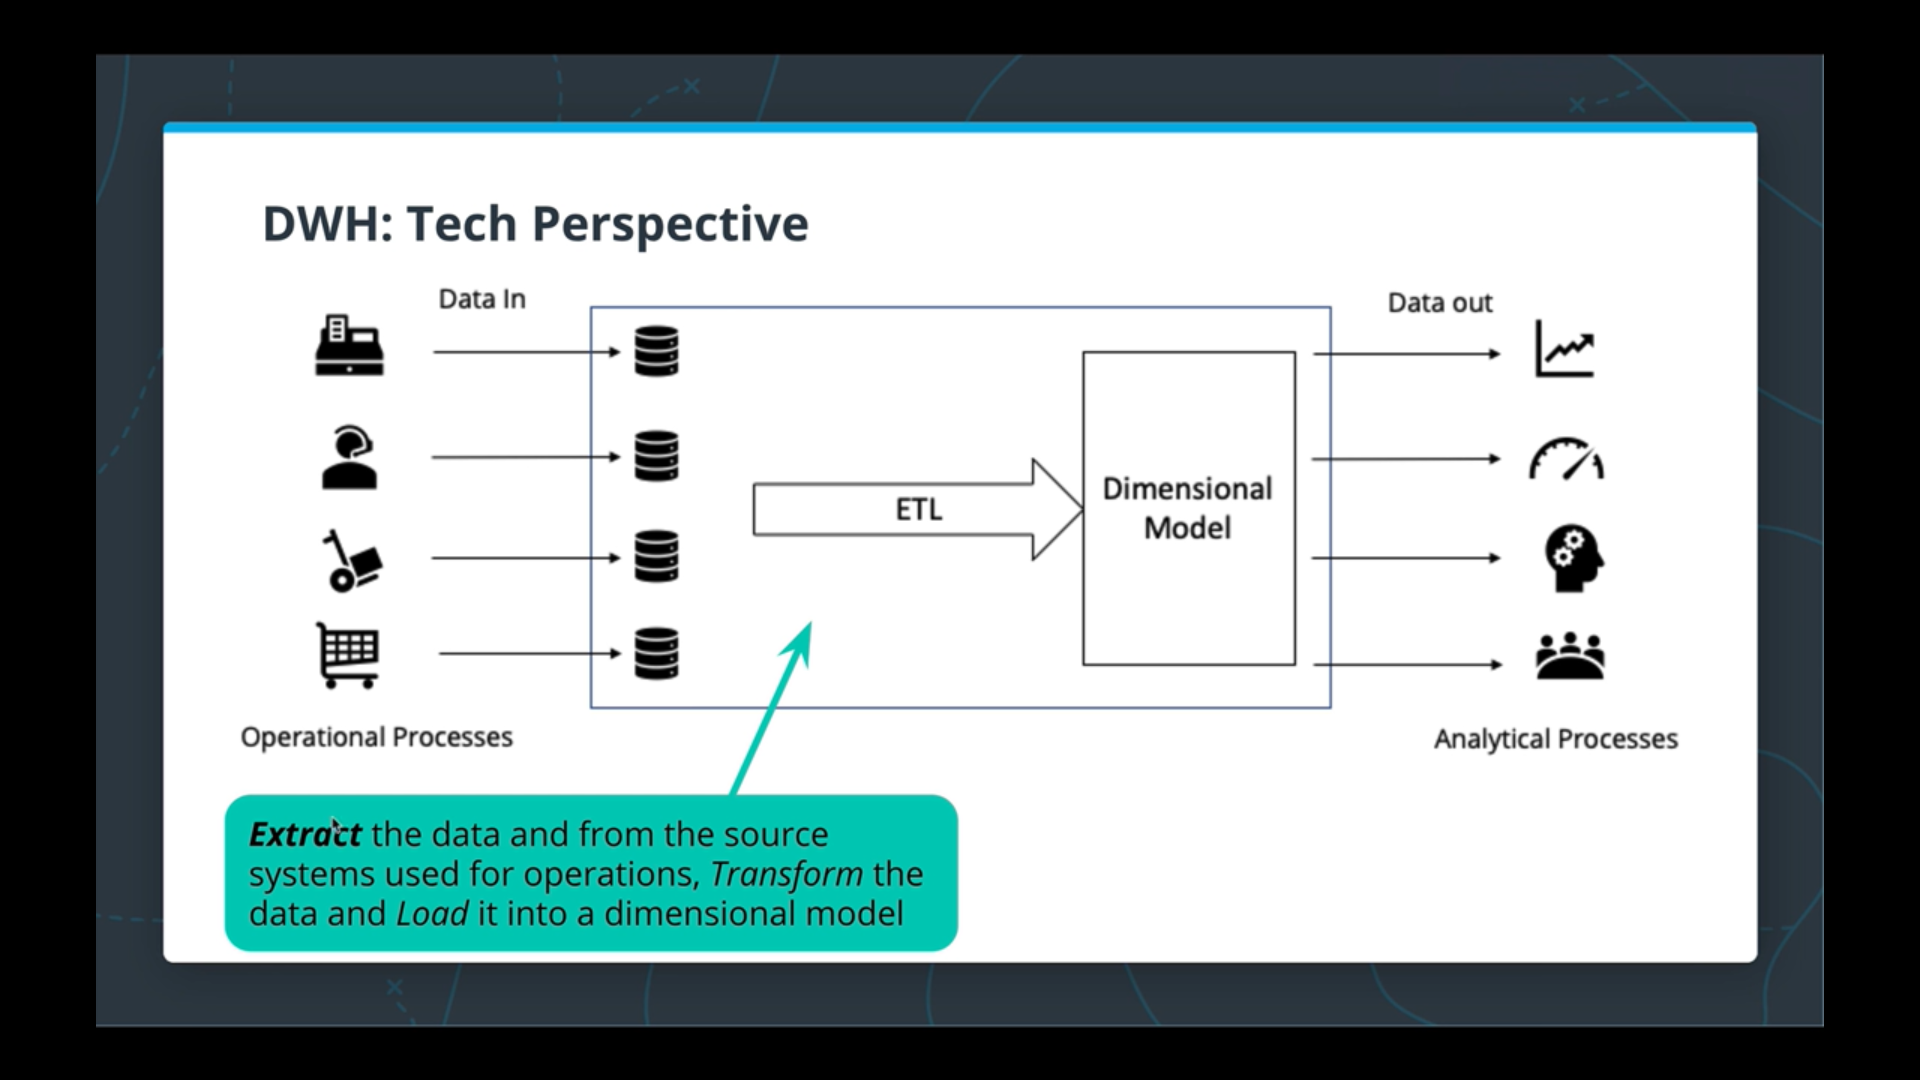 DWH: Tech Perspective
Data In
Data out
ETL
Dimensional
Model
Operational Processes
Analytical Processes
Extract the data and from the source
systems used for operations, Transform the
data and Load it into a dimensional model